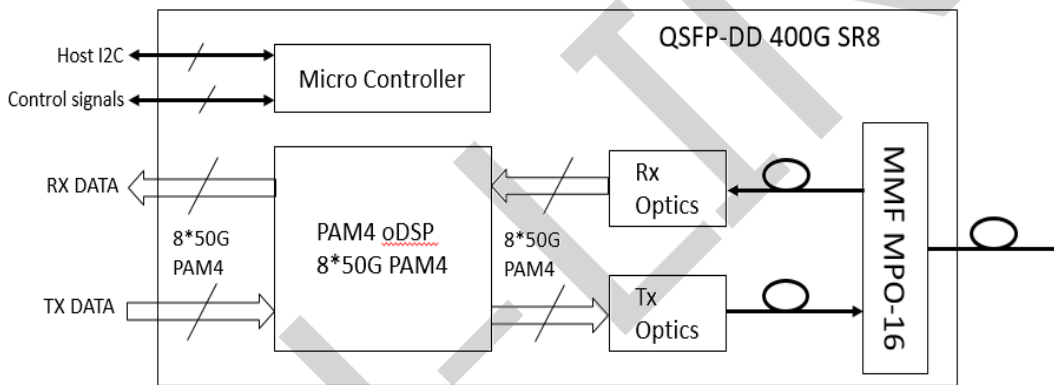 QSFP-DD 400G SR8
Host I2C
Micro Controller
Control signals
RX DATA
Rx
Optics
8*50G
PAM4
PAM4 oDSP
8*50G PAM4
8*50G
PAM4
TX DATA
Tx
Optics
MMF MPO-16